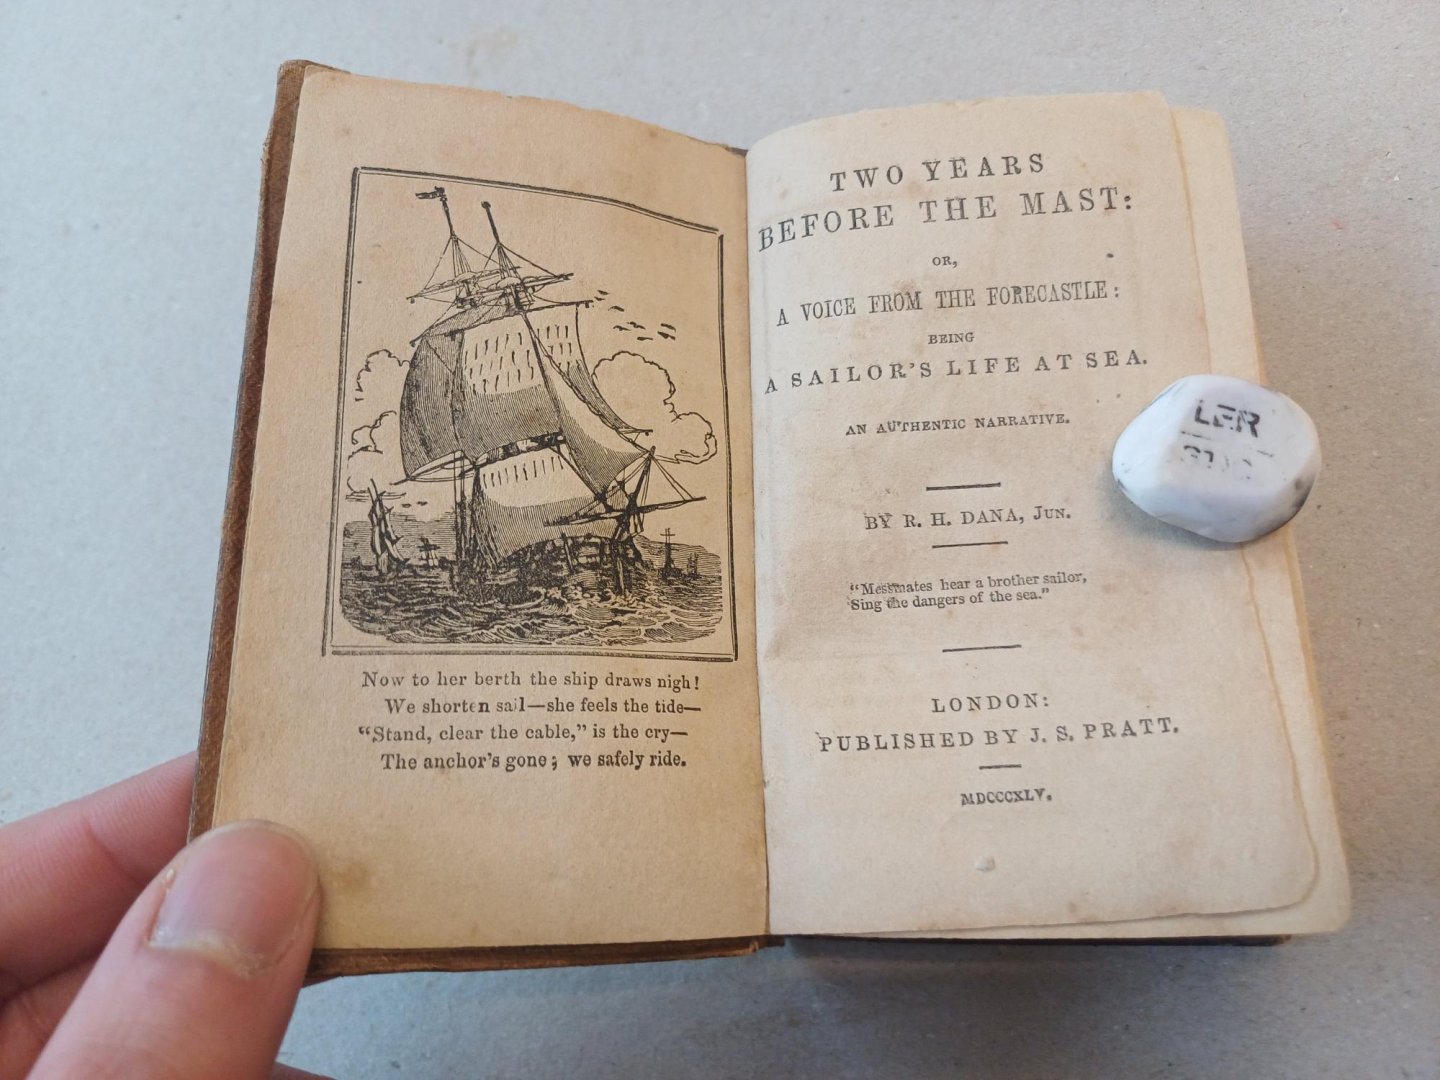 Now to her berth the ship draws nigh!
We shorten sail—she feels the tide—
“Stand, clear the cable,” is the cry—
The anchor's gone; we safely ride.
TWO YEARS
BEFORE THE MAST:
OR,
A VOICE FROM THE FORECASTLE:
BEING
A SAILOR'S LIFE AT SEA.
AN AUTHENTIC NARRATIVE.
BY R. H. DANA, Jun.
“Messmates hear a brother sailor,
Sing the dangers of the sea.”
LONDON:
PUBLISHED BY J. S. PRATT.
MDCCCXLV.
LER